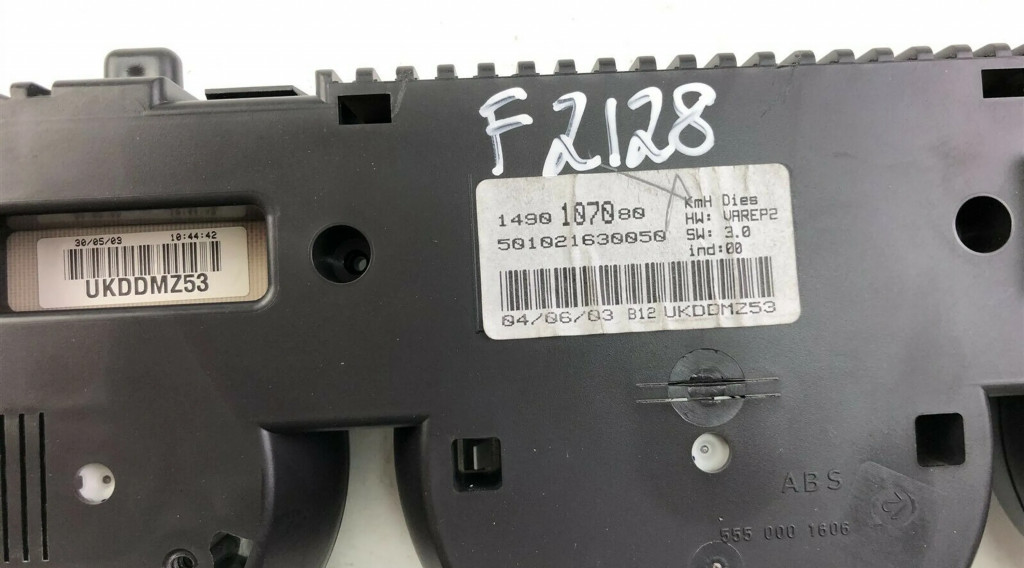 F 2128
1490 1070 80
501021630050
KmH Dies
HW: VAREP2
SW: 3.0
ind:00
04/06/03 B12 UKDDMZ53
30/05/03 10:44:42
UKDDMZ53
ABS
555 000 1606